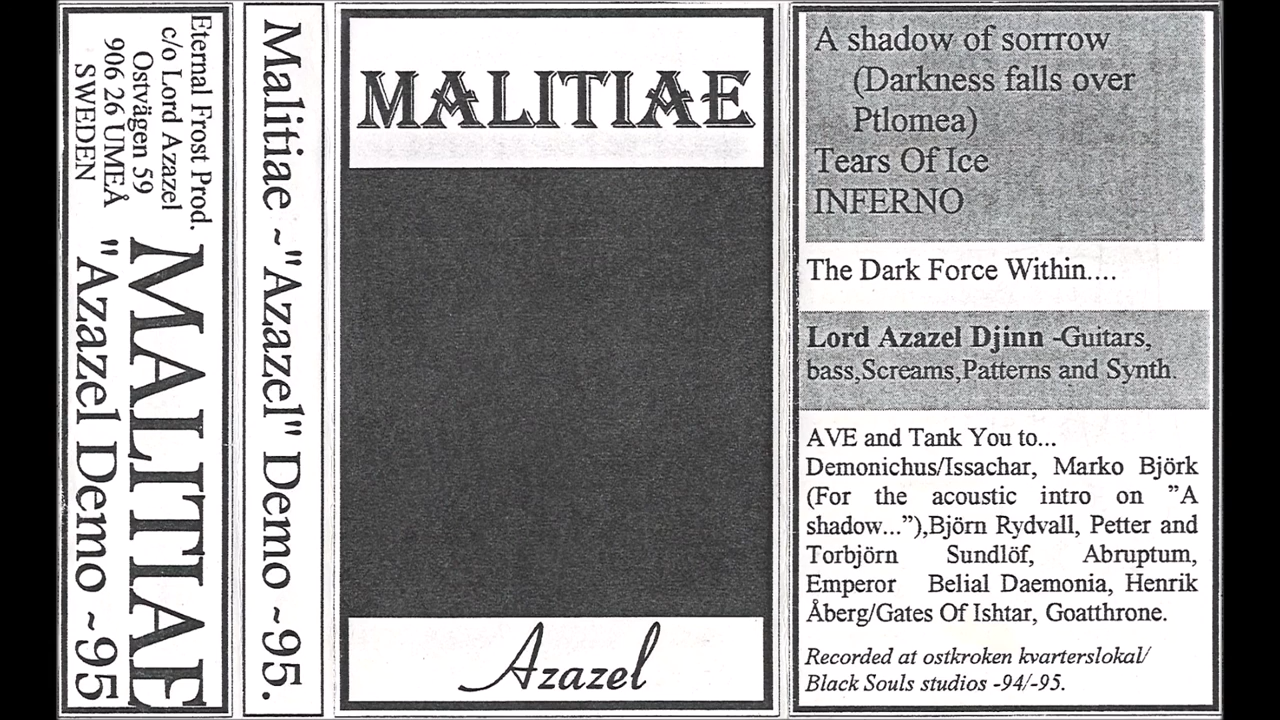 Eternal Frost Prod.
c/o Lord Azazel
Ostvägen 59
906 26 UMEÅ
SWEDEN
MALITIAE
"Azazel Demo ~95
Malitiae ~"Azazel" Demo ~95.
MALITIAE
Azazel
A shadow of sorrrow
(Darkness falls over
Ptlomea)
Tears Of Ice
INFERNO
The Dark Force Within....
Lord Azazel Djinn -Guitars,
bass,Screams,Patterns and Synth.
AVE and Tank You to...
Demonichus/Issachar, Marko Björk
(For the acoustic intro on ”A
shadow...”),Björn Rydvall, Petter and
Torbjörn Sundlöf, Abruptum,
Emperor Belial Daemonia, Henrik
Åberg/Gates Of Ishtar, Goatthrone.
Recorded at ostkroken kvarterslokal/
Black Souls studios -94/-95.